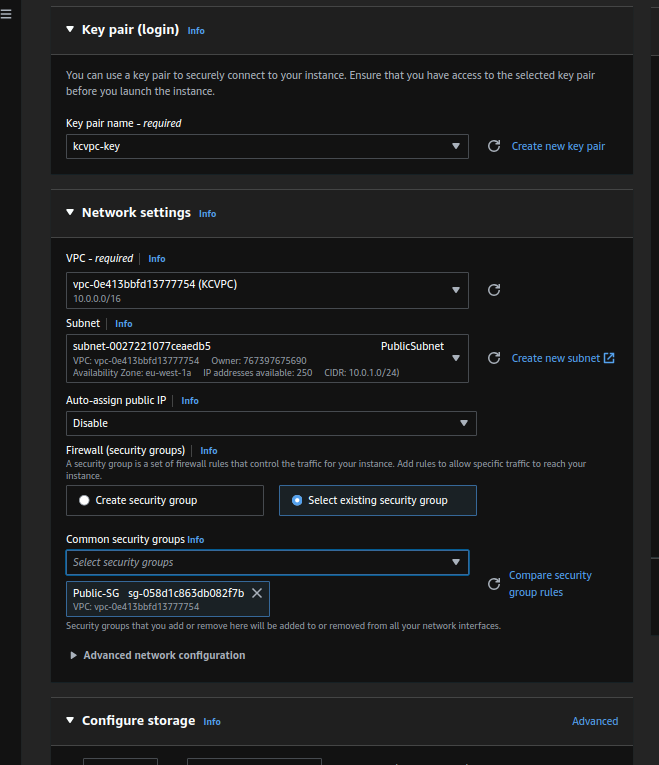 Key pair (login) Info
You can use a key pair to securely connect to your instance. Ensure that you have access to the selected key pair
before you launch the instance.
Key pair name - required
kcvpc-key
Create new key pair
Network settings Info
VPC - required Info
vpc-0e413bbfd13777754 (KCVPC)
10.0.0.0/16
Subnet Info
subnet-0027221077ceaedb5 PublicSubnet
VPC: vpc-0e413bbfd13777754 Owner: 767397675690
Availability Zone: eu-west-1a IP addresses available: 250 CIDR: 10.0.1.0/24)
Create new subnet
Auto-assign public IP Info
Disable
Firewall (security groups) Info
A security group is a set of firewall rules that control the traffic for your instance. Add rules to allow specific traffic to reach your
instance.
Create security group
Select existing security group
Common security groups Info
Select security groups
Public-SG sg-058d1c863db082f7b
VPC: vpc-0e413bbfd13777754
Compare security
group rules
Security groups that you add or remove here will be added to or removed from all your network interfaces.
Advanced network configuration
Configure storage Info
Advanced